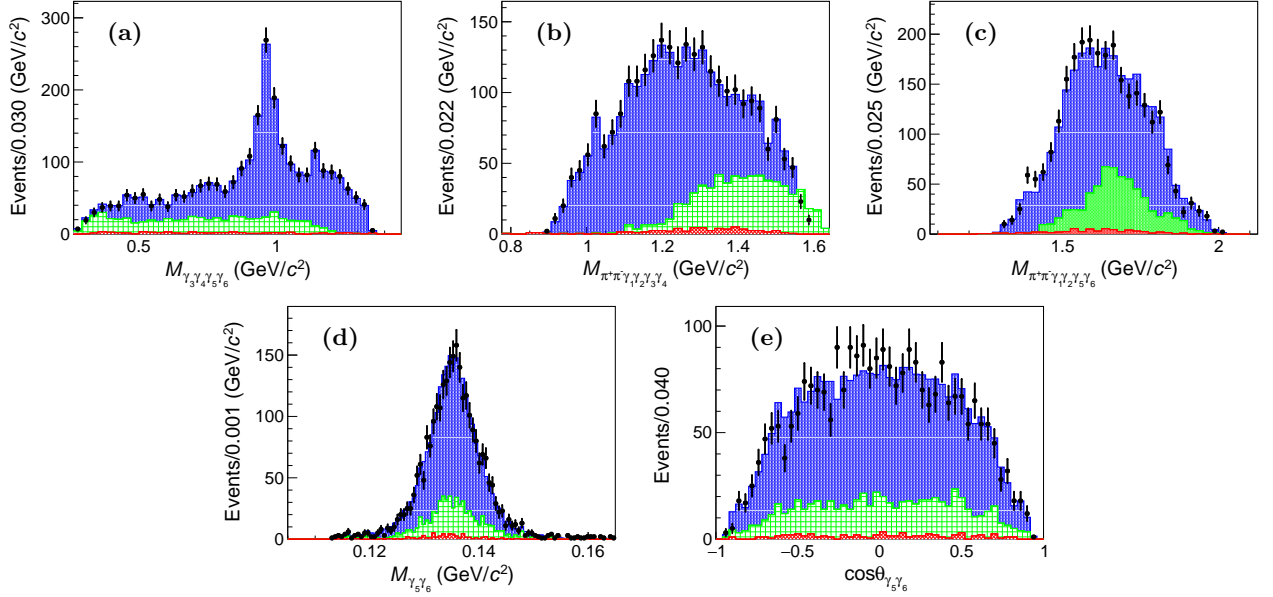 (a)
Events/0.030 (GeV/c²)
300
200
100
0
0.5 1
M_{γ₃γ₄γ₅γ₆} (GeV/c²)
(b)
Events/0.022 (GeV/c²)
150
100
50
0
0.8 1 1.2 1.4 1.6
M_{π⁺π⁻γ₁γ₂γ₃γ₄} (GeV/c²)
(c)
Events/0.025 (GeV/c²)
200
150
100
50
0
1.5 2
M_{π⁺π⁻γ₁γ₂γ₅γ₆} (GeV/c²)
(d)
Events/0.001 (GeV/c²)
150
100
50
0
0.12 0.14 0.16
M_{γ₅γ₆} (GeV/c²)
(e)
Events/0.040
100
50
0
−1 −0.5 0 0.5 1
cosθ_{γ₅γ₆}